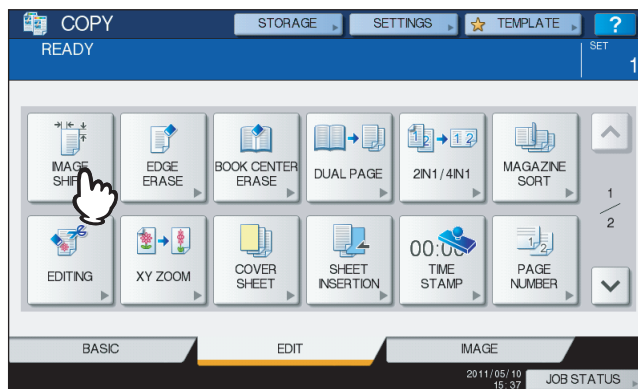 COPY
STORAGE
SETTINGS
TEMPLATE
?
READY
SET
1
IMAGE
EDGE
ERASE
BOOK CENTER
ERASE
DUAL PAGE
2IN1 / 4IN1
MAGAZINE
SORT
1
2
EDITING
XY ZOOM
COVER
SHEET
SHEET
INSERTION
00:00
TIME
STAMP
PAGE
NUMBER
BASIC
EDIT
IMAGE
2011/05/10
15:37
JOB STATUS